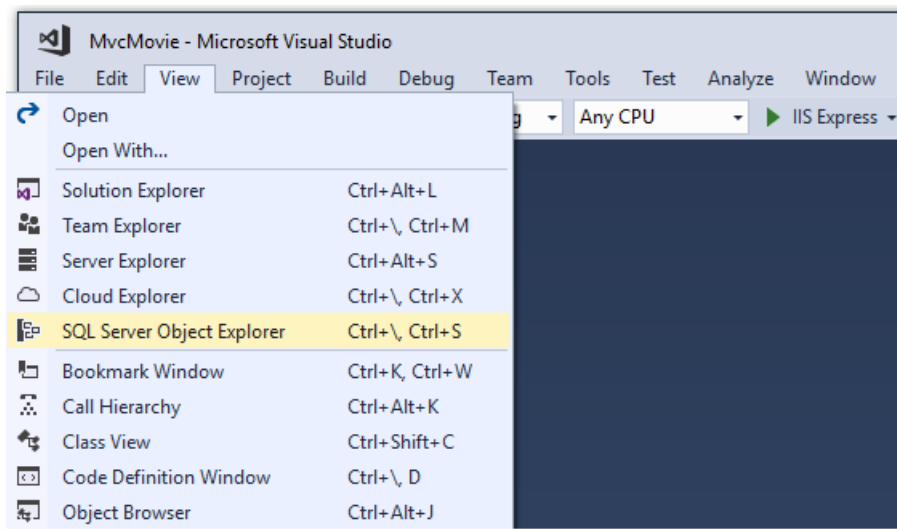 MvcMovie - Microsoft Visual Studio
File Edit View Project Build Debug Team Tools Test Analyze Window
Open g Any CPU IIS Express
Open With...
Solution Explorer Ctrl+Alt+L
Team Explorer Ctrl+\, Ctrl+M
Server Explorer Ctrl+Alt+S
Cloud Explorer Ctrl+\, Ctrl+X
SQL Server Object Explorer Ctrl+\, Ctrl+S
Bookmark Window Ctrl+K, Ctrl+W
Call Hierarchy Ctrl+Alt+K
Class View Ctrl+Shift+C
Code Definition Window Ctrl+\, D
Object Browser Ctrl+Alt+J